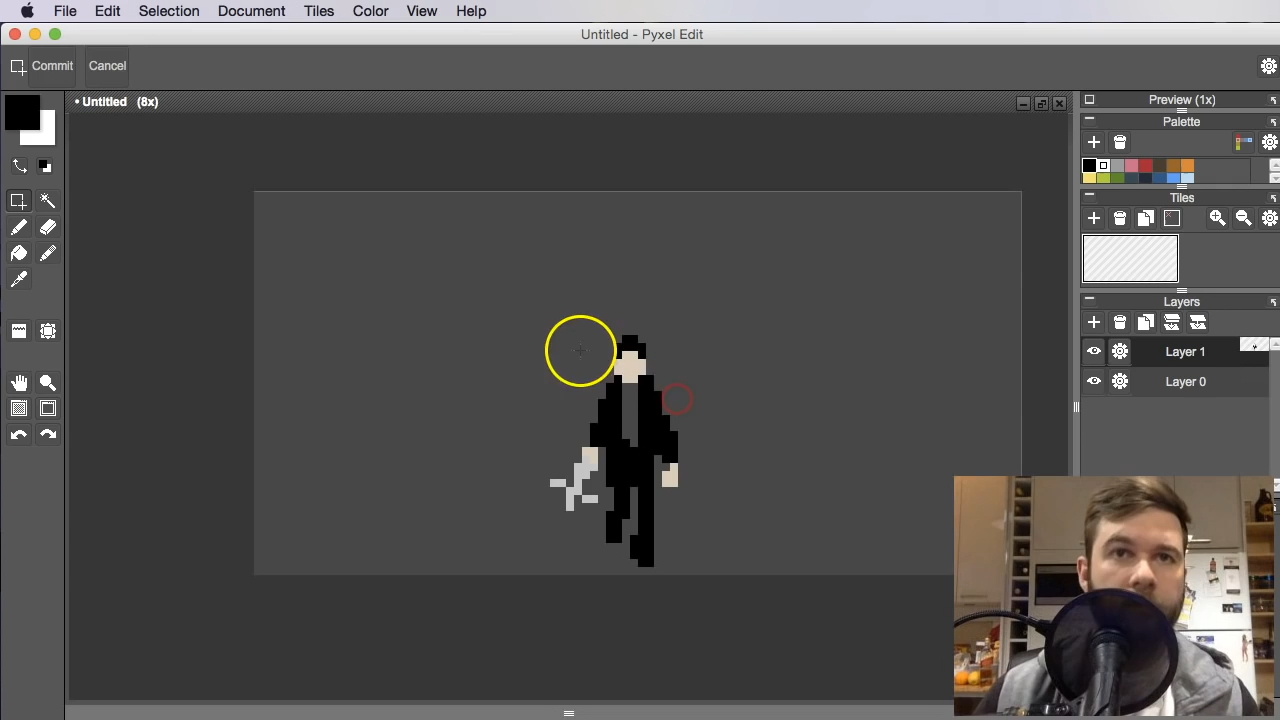 File Edit Selection Document Tiles Color View Help
Untitled - Pyxel Edit
Commit Cancel
• Untitled (8x)
Preview (1x)
Palette
Tiles
Layers
Layer 1
Layer 0